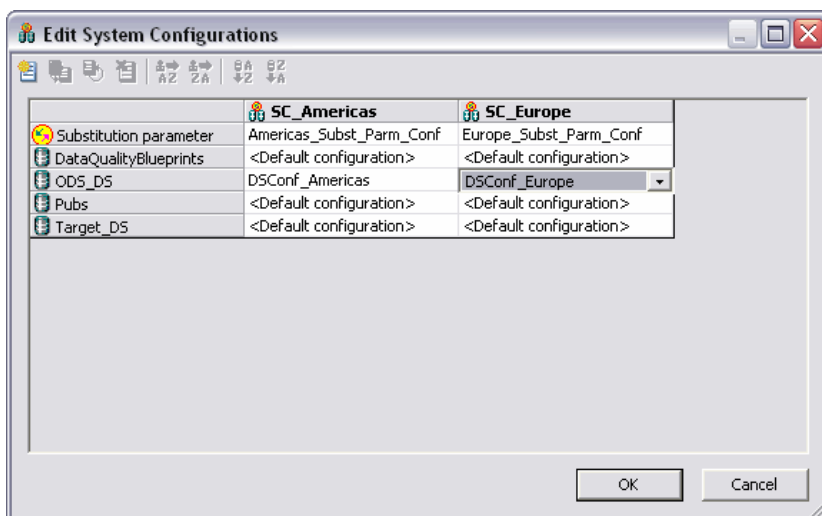 Edit System Configurations
SC_Americas SC_Europe
Substitution parameter Americas_Subst_Parm_Conf Europe_Subst_Parm_Conf
DataQualityBlueprints <Default configuration> <Default configuration>
ODS_DS DSConf_Americas DSConf_Europe
Pubs <Default configuration> <Default configuration>
Target_DS <Default configuration> <Default configuration>
OK Cancel